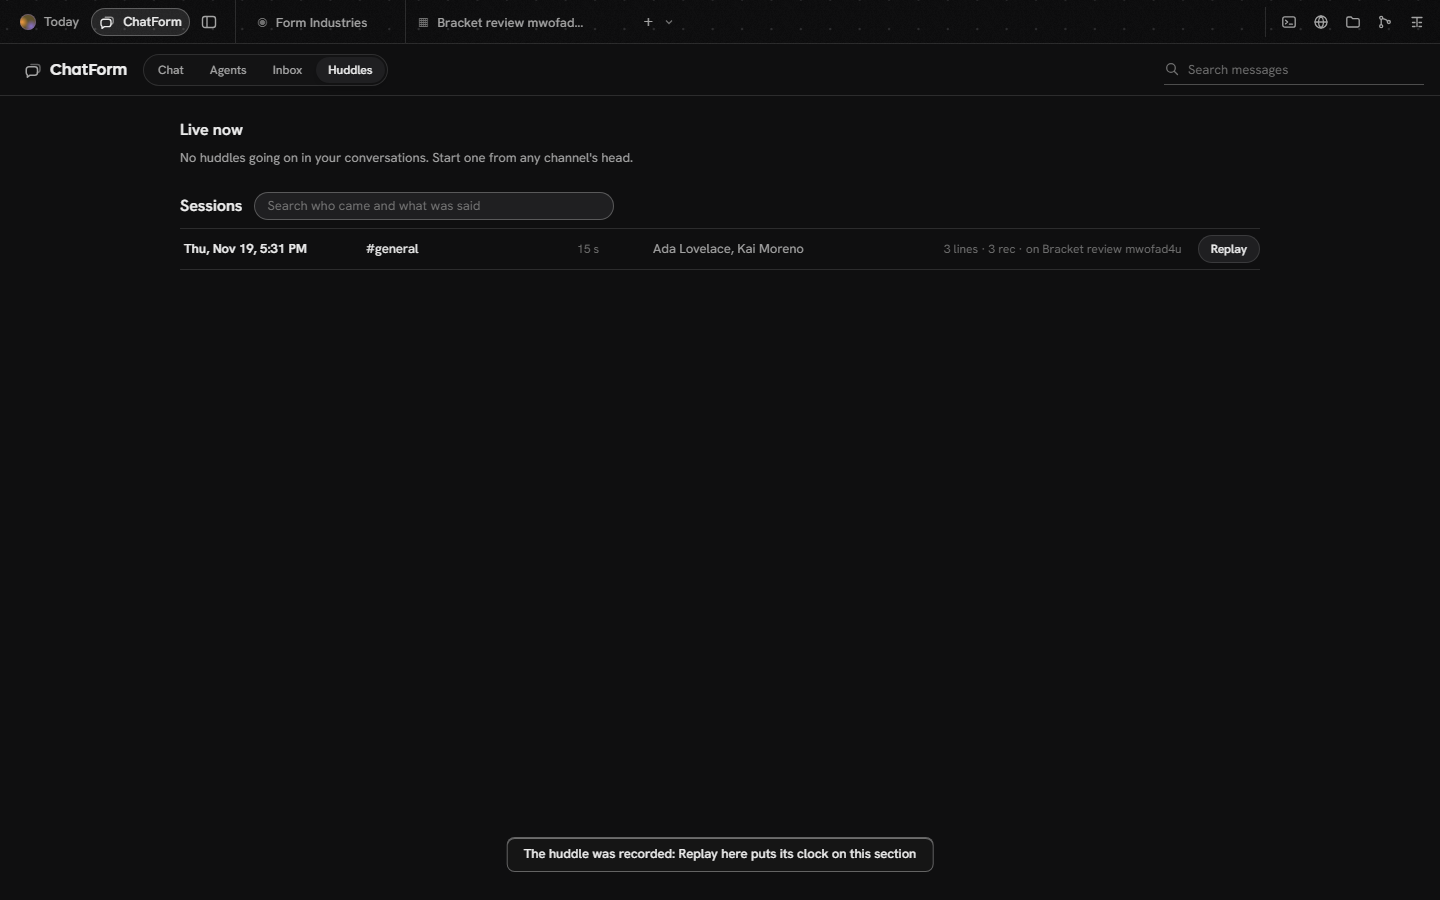 Today ChatForm Form Industries Bracket review mwofad...
ChatForm Chat Agents Inbox Huddles Search messages
Live now
No huddles going on in your conversations. Start one from any channel's head.
Sessions Search who came and what was said
Thu, Nov 19, 5:31 PM #general 15 s Ada Lovelace, Kai Moreno 3 lines · 3 rec · on Bracket review mwofad4u Replay
The huddle was recorded: Replay here puts its clock on this section